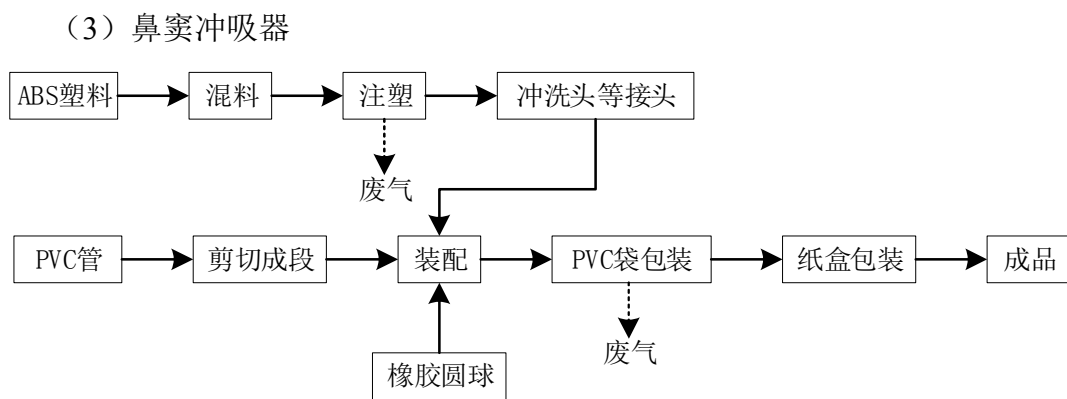 （3）鼻窦冲吸器
ABS塑料
混料
注塑
冲洗头等接头
废气
PVC管
剪切成段
装配
PVC袋包装
纸盒包装
成品
废气
橡胶圆球